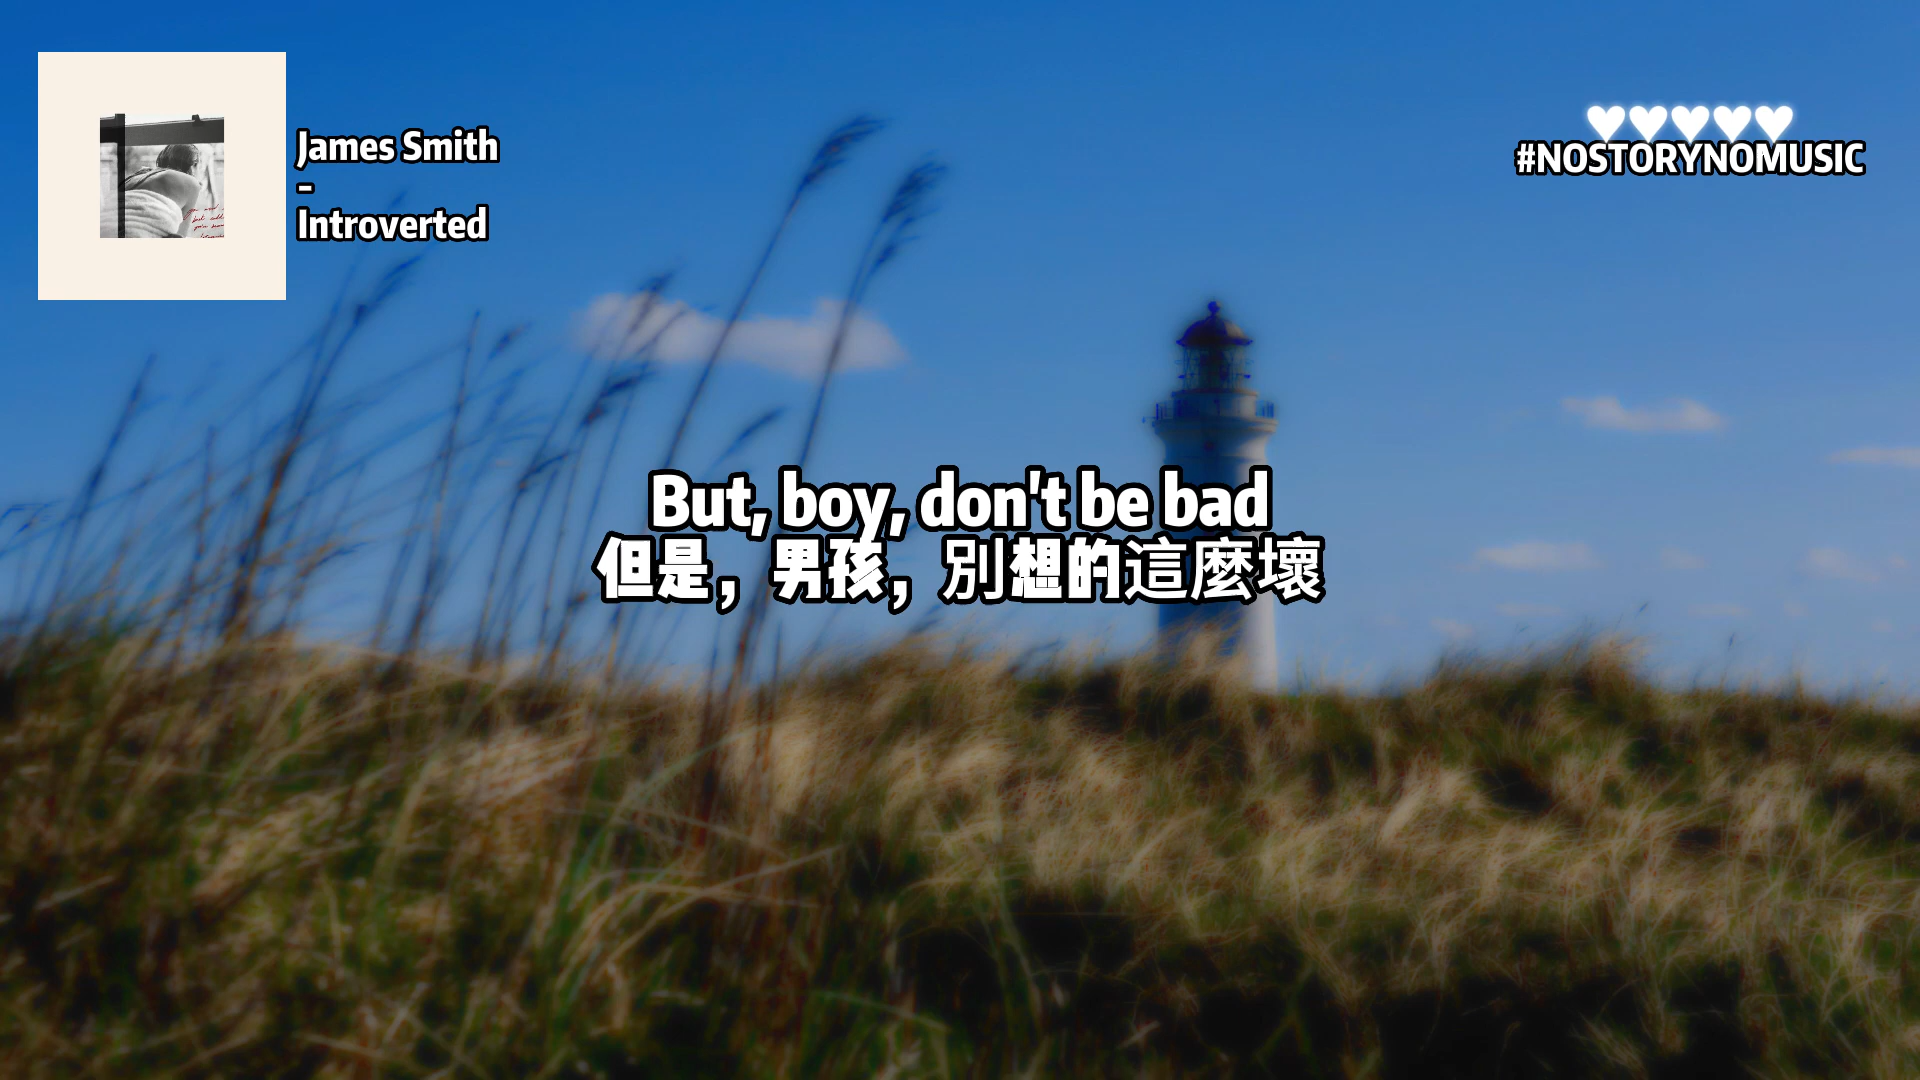 James Smith
-
Introverted
♥♥♥♥♥
#NOSTORYNOMUSIC
But, boy, don't be bad
但是，男孩，別想的這麼壞